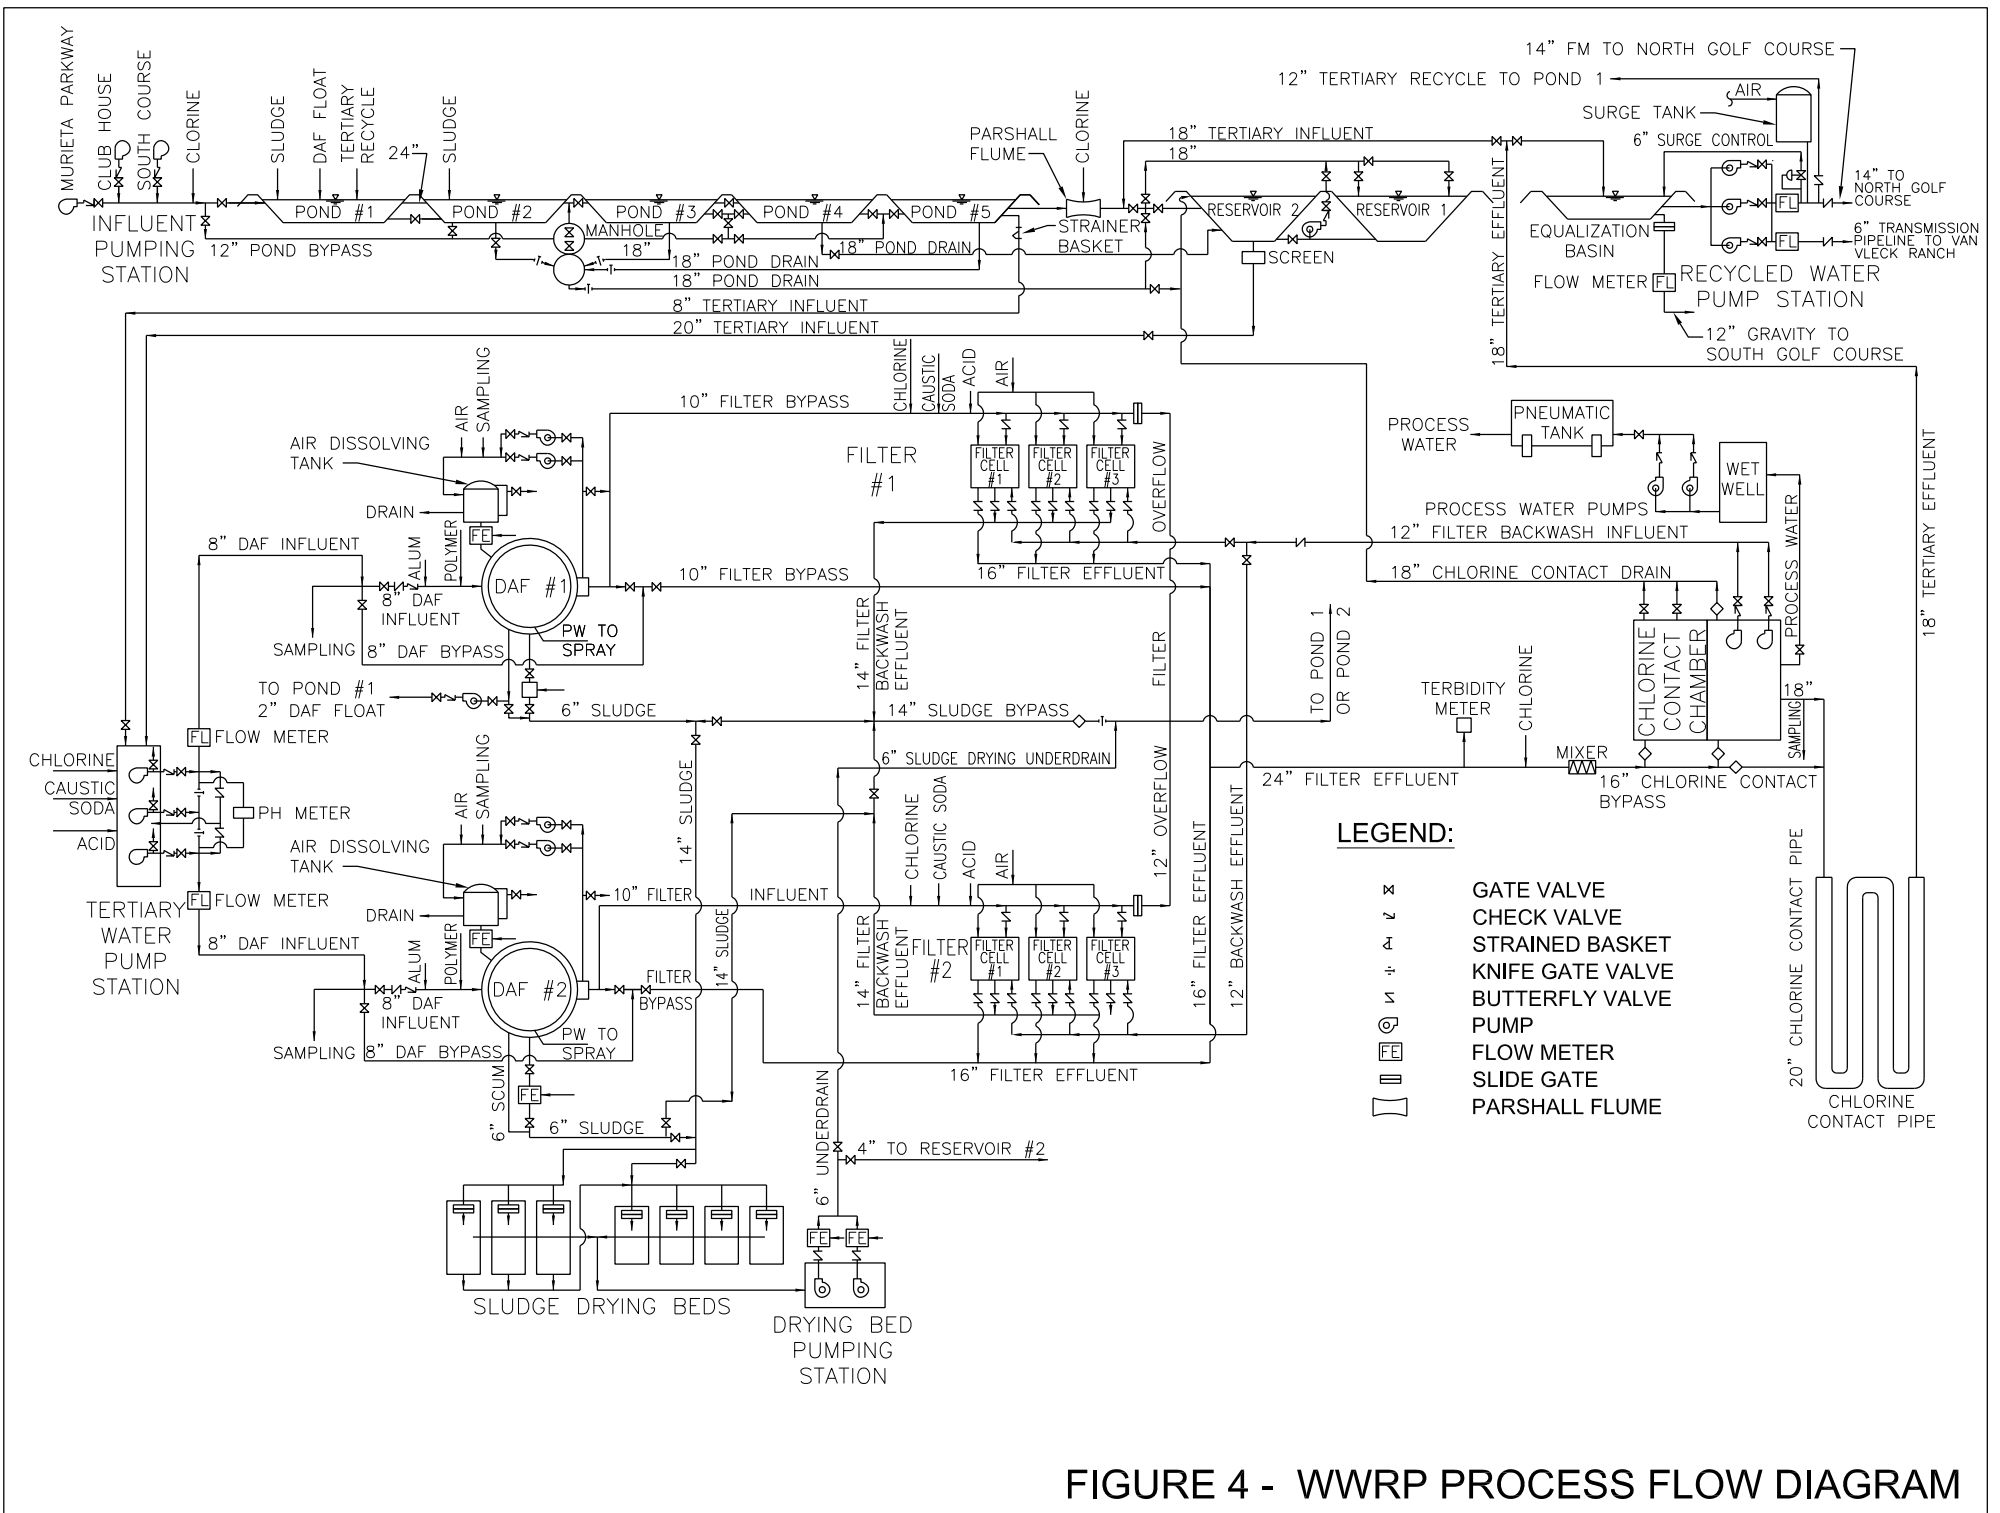 MURIETA PARKWAY
CLUB HOUSE
SOUTH COURSE
CHLORINE
SLUDGE
DAF FLOAT
TERTIARY
RECYCLE
24"
SLUDGE
PARSHALL
FLUME
CHLORINE
14" FM TO NORTH GOLF COURSE
12" TERTIARY RECYCLE TO POND 1
AIR
SURGE TANK
6" SURGE CONTROL
18" TERTIARY INFLUENT
18"
14" TO
NORTH GOLF
COURSE
6" TRANSMISSION
PIPELINE TO VAN
VLECK RANCH
FL
FL
INFLUENT
PUMPING
STATION
POND #1
POND #2
POND #3
POND #4
POND #5
MANHOLE
12" POND BYPASS
18"
18" POND DRAIN
18" POND DRAIN
18" POND DRAIN
STRAINER
BASKET
RESERVOIR 2
RESERVOIR 1
SCREEN
EQUALIZATION
BASIN
FLOW METER
FL
RECYCLED WATER
PUMP STATION
12" GRAVITY TO
SOUTH GOLF COURSE
8" TERTIARY INFLUENT
20" TERTIARY INFLUENT
18" TERTIARY EFFLUENT
AIR
SAMPLING
AIR DISSOLVING
TANK
DRAIN
FE
POLYMER
ALUM
8" DAF INFLUENT
8" DAF
INFLUENT
SAMPLING
8" DAF BYPASS
DAF #1
PW TO
SPRAY
10" FILTER BYPASS
10" FILTER BYPASS
CHLORINE
CAUSTIC
SODA
ACID
AIR
FILTER
#1
FILTER
CELL
#1
FILTER
CELL
#2
FILTER
CELL
#3
OVERFLOW
FILTER
16" FILTER EFFLUENT
14" FILTER
BACKWASH
EFFLUENT
PROCESS
WATER
PNEUMATIC
TANK
WET
WELL
PROCESS WATER PUMPS
12" FILTER BACKWASH INFLUENT
18" CHLORINE CONTACT DRAIN
PROCESS WATER
18" TERTIARY EFFLUENT
TO POND #1
2" DAF FLOAT
6" SLUDGE
14" SLUDGE BYPASS
TO POND 1
OR POND 2
TERBIDITY
METER
CHLORINE
CHLORINE
CONTACT
CHAMBER
18"
SAMPLING
MIXER
24" FILTER EFFLUENT
16" CHLORINE CONTACT
BYPASS
FL
FLOW METER
CHLORINE
CAUSTIC
SODA
ACID
PH METER
FL
FLOW METER
TERTIARY
WATER
PUMP
STATION
14" SLUDGE
6" SLUDGE DRYING UNDERDRAIN
AIR
SAMPLING
AIR DISSOLVING
TANK
DRAIN
FE
POLYMER
ALUM
8" DAF INFLUENT
8" DAF
INFLUENT
SAMPLING
8" DAF BYPASS
DAF #2
PW TO
SPRAY
10" FILTER INFLUENT
FILTER
BYPASS
14" SLUDGE
CHLORINE
CAUSTIC SODA
ACID
AIR
14" FILTER
BACKWASH
EFFLUENT
FILTER
#2
FILTER
CELL
#1
FILTER
CELL
#2
FILTER
CELL
#3
12" OVERFLOW
16" FILTER EFFLUENT
12" BACKWASH EFFLUENT
16" FILTER EFFLUENT
LEGEND:
GATE VALVE
CHECK VALVE
STRAINED BASKET
KNIFE GATE VALVE
BUTTERFLY VALVE
PUMP
FE FLOW METER
SLIDE GATE
PARSHALL FLUME
20" CHLORINE CONTACT PIPE
CHLORINE
CONTACT PIPE
6" SCUM
FE
6" SLUDGE
6" UNDERDRAIN
4" TO RESERVOIR #2
FE
FE
SLUDGE DRYING BEDS
DRYING BED
PUMPING
STATION
FIGURE 4 - WWRP PROCESS FLOW DIAGRAM